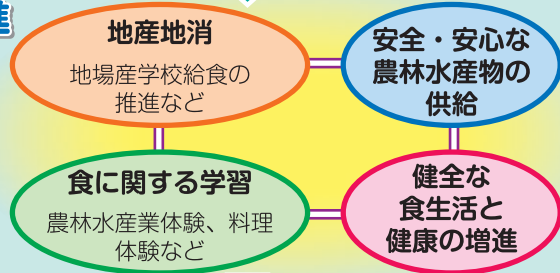 進
地産地消
地場産学校給食の
推進など
安全・安心な
農林水産物の
供給
食に関する学習
農林水産業体験、料理
体験など
健全な
食生活と
健康の増進